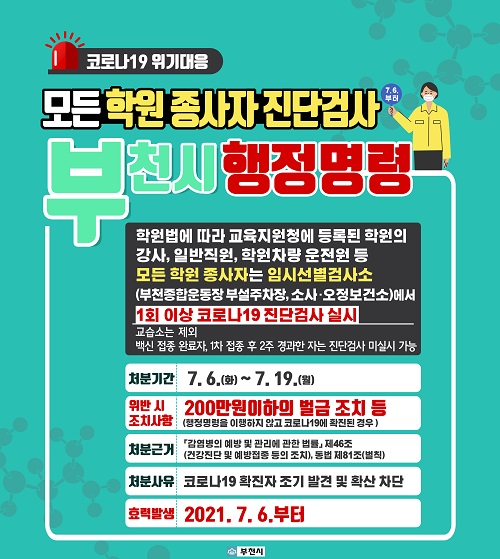 코로나19 위기대응
모든 학원 종사자 진단검사
7. 6.
부터
부천시 행정명령
학원법에 따라 교육지원청에 등록된 학원의
강사, 일반직원, 학원차량 운전원 등
모든 학원 종사자는 임시선별검사소
(부천종합운동장 부설주차장, 소사·오정보건소)에서
1회 이상 코로나19 진단검사 실시
교습소는 제외
백신 접종 완료자, 1차 접종 후 2주 경과한 자는 진단검사 미실시 가능
처분기간
7. 6.(화) ~ 7. 19.(월)
위반 시
조치사항
200만원이하의 벌금 조치 등
(행정명령을 이행하지 않고 코로나19에 확진된 경우)
처분근거
「감염병의 예방 및 관리에 관한 법률」 제46조
(건강진단 및 예방접종 등의 조치), 동법 제81조(벌칙)
처분사유
코로나19 확진자 조기 발견 및 확산 차단
효력발생
2021. 7. 6.부터
부천시